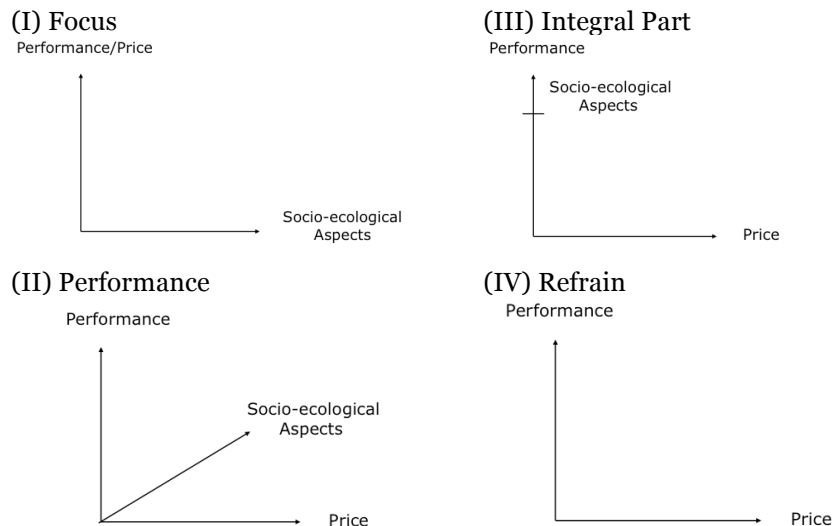 (I) Focus
Performance/Price
Socio-ecological
Aspects
(II) Performance
Performance
Socio-ecological
Aspects
Price
(III) Integral Part
Performance
Socio-ecological
Aspects
Price
(IV) Refrain
Performance
Price